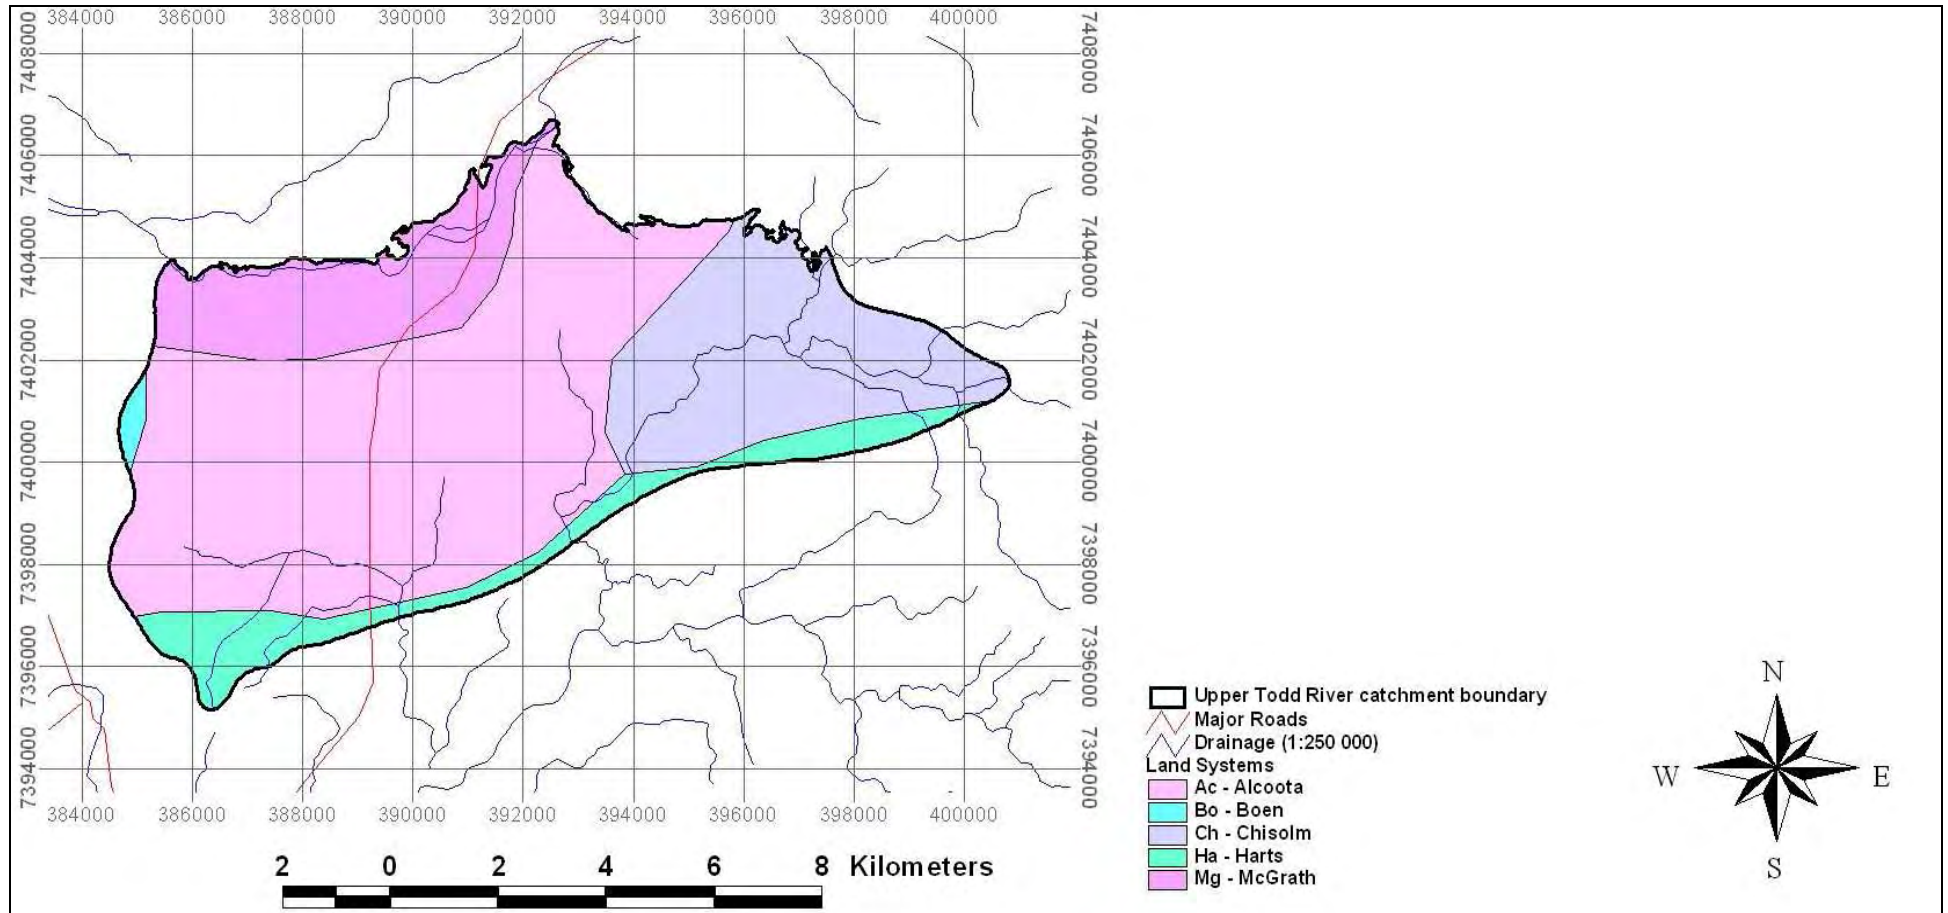 384000 386000 388000 390000 392000 394000 396000 398000 400000
7408000 7408000
7406000 7406000
7404000 7404000
7402000 7402000
7400000 7400000
7398000 7398000
7396000 7396000
7394000 7394000
384000 386000 388000 390000 392000 394000 396000 398000 400000
2 0 2 4 6 8 Kilometers
Upper Todd River catchment boundary
Major Roads
Drainage (1:250 000)
Land Systems
Ac - Alcoota
Bo - Boen
Ch - Chisolm
Ha - Harts
Mg - McGrath
N
W E
S